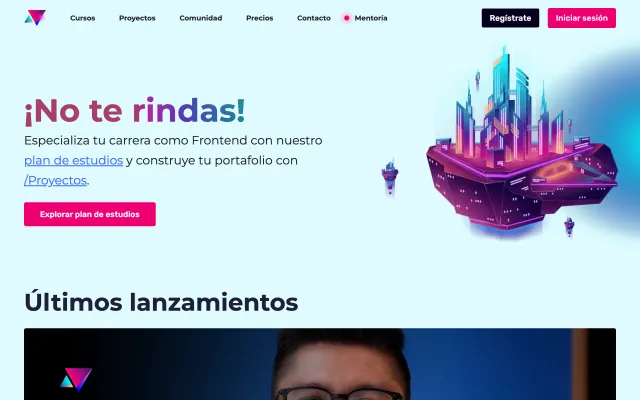 Cursos Proyectos Comunidad Precios Contacto Mentoría Regístrate Iniciar sesión
¡No te rindas!
Especializa tu carrera como Frontend con nuestro
plan de estudios y construye tu portafolio con
/Proyectos.
Explorar plan de estudios
Últimos lanzamientos